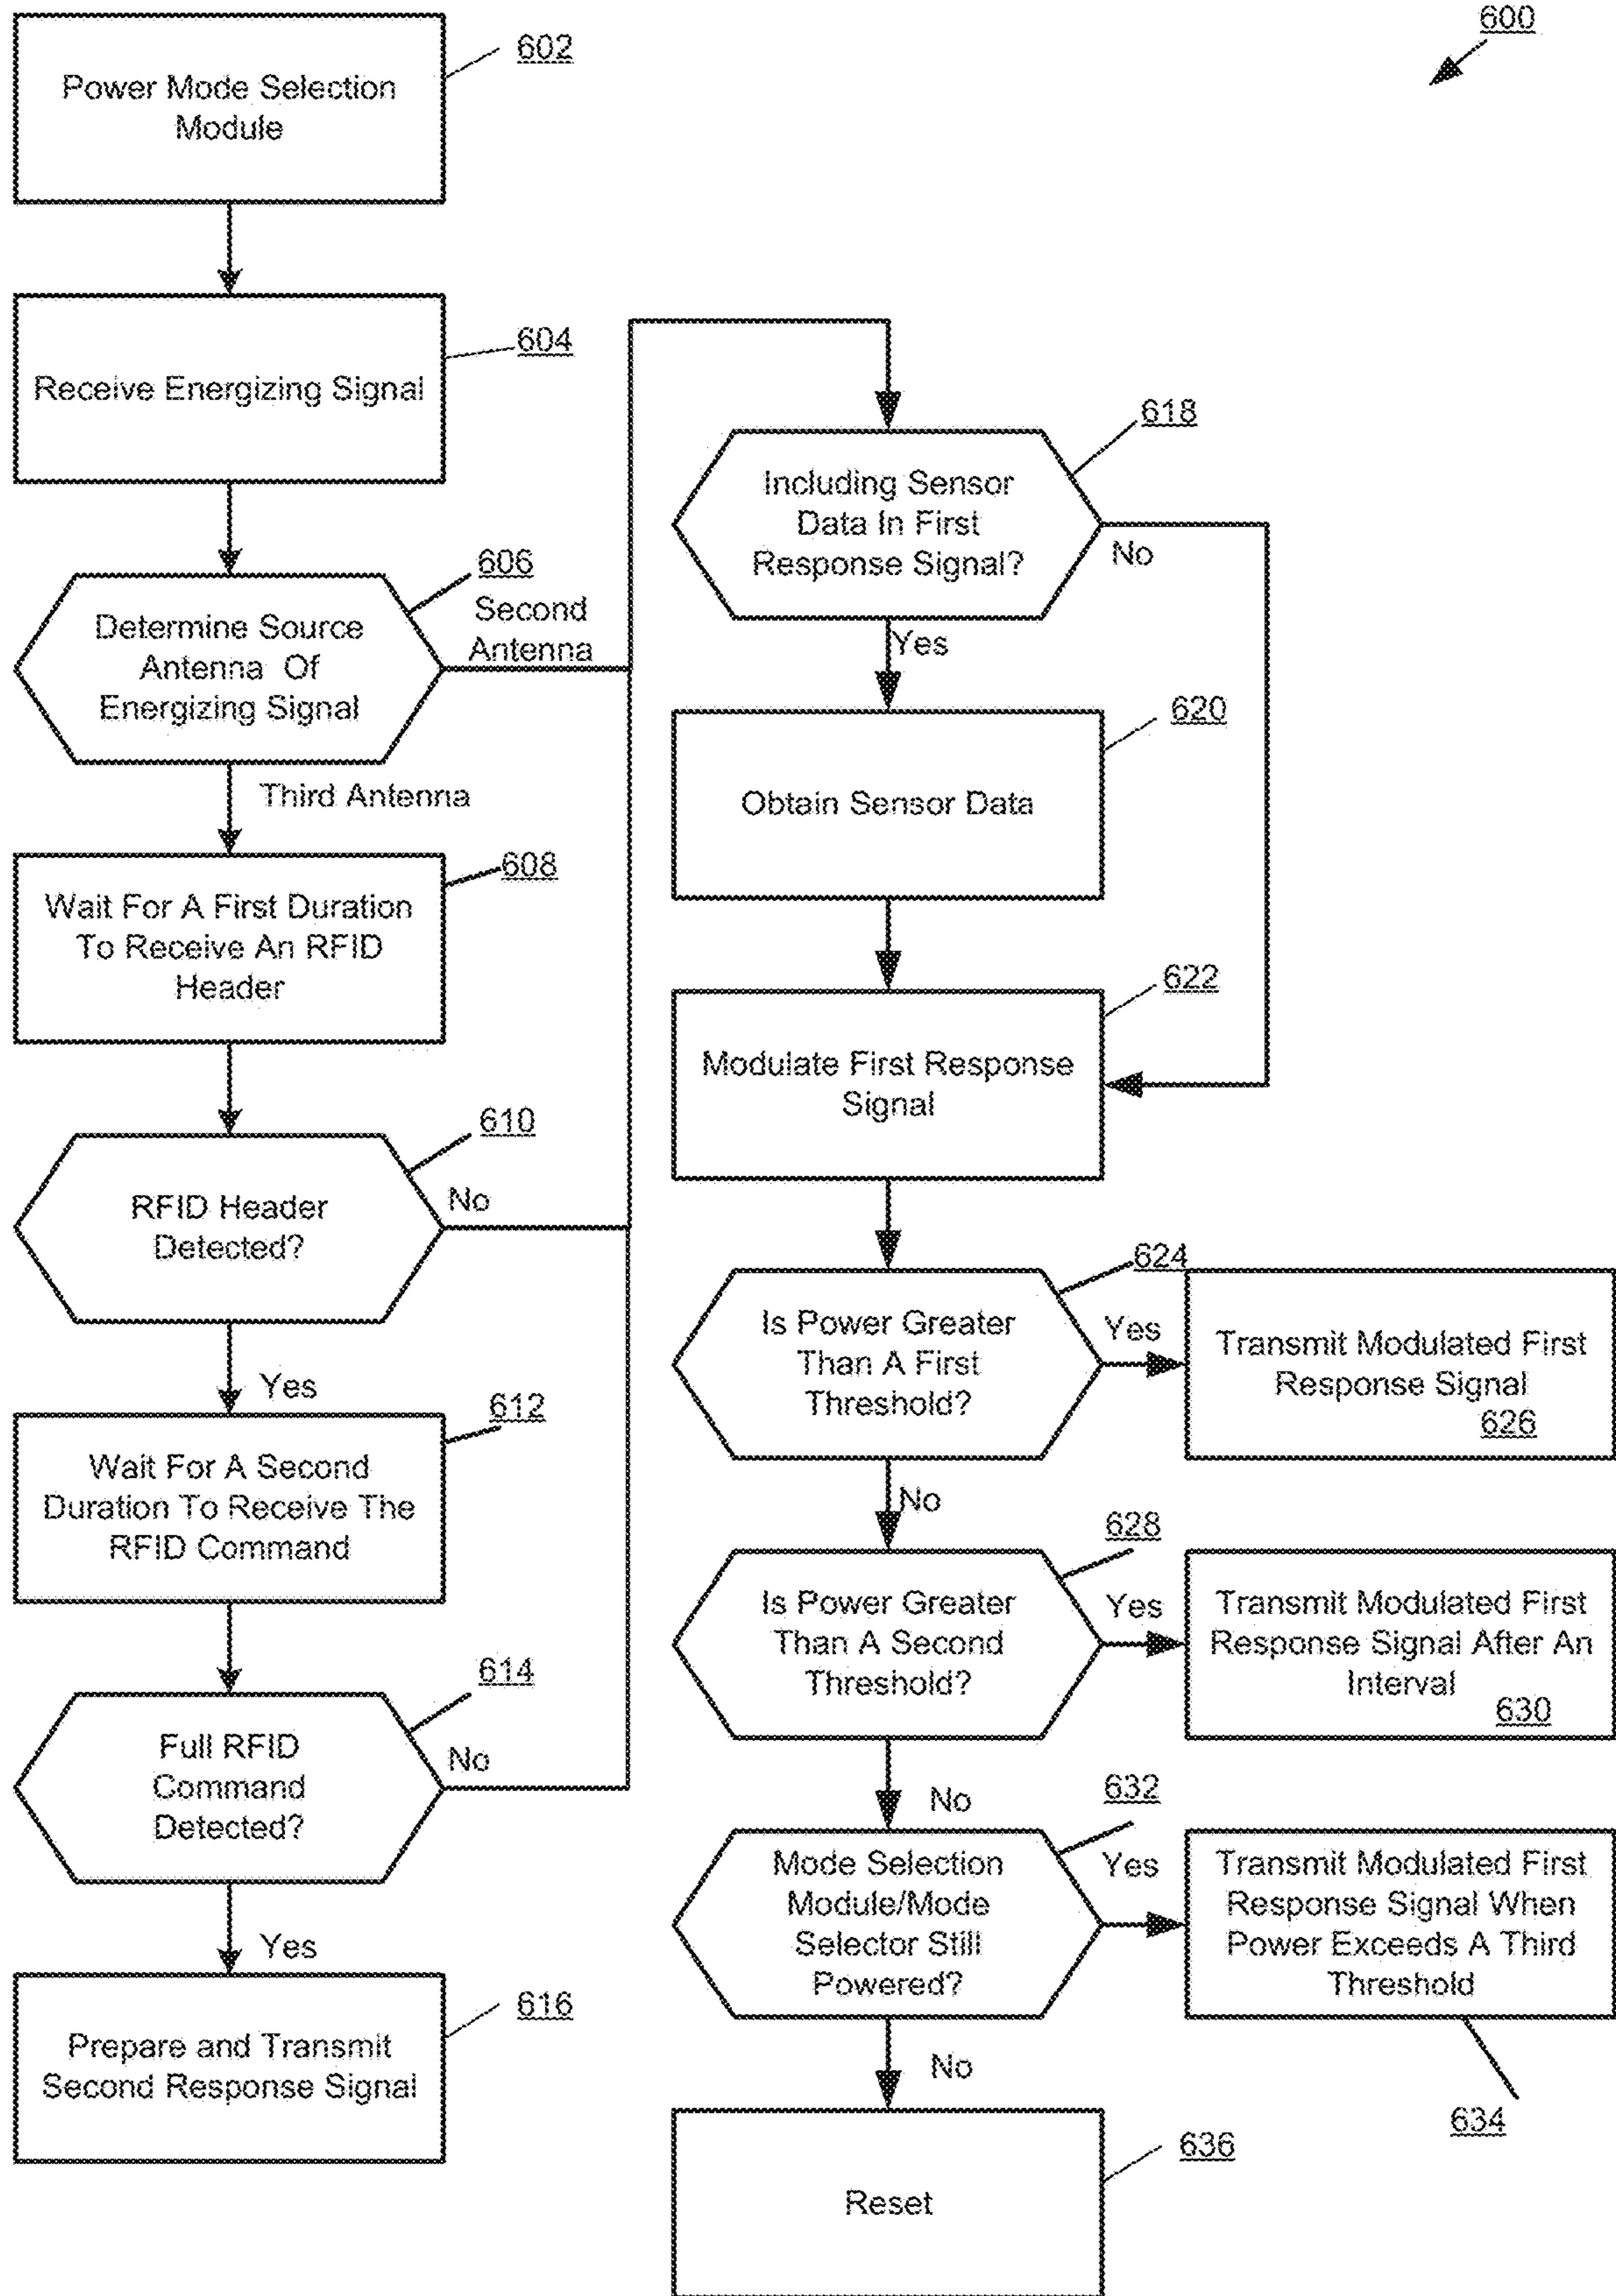 600
602
Power Mode Selection
Module
604
Receive Energizing Signal
606
Determine Source
Antenna Of
Energizing Signal
Second
Antenna
Third Antenna
608
Wait For A First Duration
To Receive An RFID
Header
610
RFID Header
Detected?
No
Yes
612
Wait For A Second
Duration To Receive The
RFID Command
614
Full RFID
Command
Detected?
No
Yes
616
Prepare and Transmit
Second Response Signal
618
Including Sensor
Data In First
Response Signal?
No
Yes
620
Obtain Sensor Data
622
Modulate First Response
Signal
624
Is Power Greater
Than A First
Threshold?
Yes
Transmit Modulated First
Response Signal
626
No
628
Is Power Greater
Than A Second
Threshold?
Yes
Transmit Modulated First
Response Signal After An
Interval
630
No
632
Mode Selection
Module/Mode
Selector Still
Powered?
Yes
Transmit Modulated First
Response Signal When
Power Exceeds A Third
Threshold
634
No
636
Reset